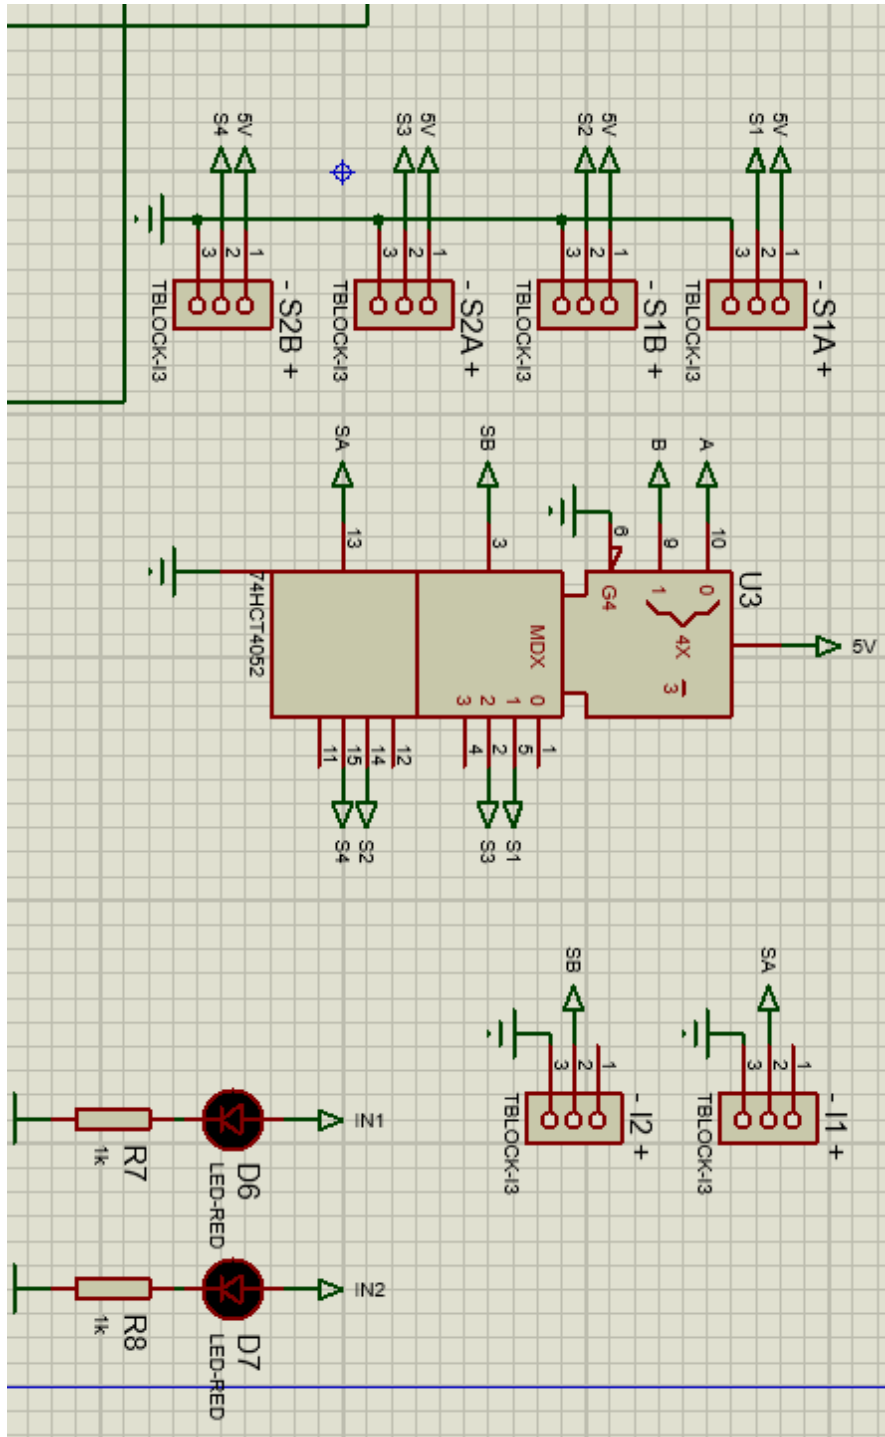 S4
5V
S3
5V
S2
5V
S1
5V
3
2
1
3
2
1
3
2
1
3
2
1
- S2B +
TBLOCK-I3
- S2A +
TBLOCK-I3
- S1B +
TBLOCK-I3
- S1A +
TBLOCK-I3
SA
SB
B
A
13
3
6
9
10
U3
74HCT4052
G4
1
0
4X
3
MDX
5V
3
2
1
0
11
15
14
12
4
2
5
1
S4
S2
S3
S1
SB
SA
3
2
1
3
2
1
- I2 +
TBLOCK-I3
- I1 +
TBLOCK-I3
IN1
R7
1k
D6
LED-RED
IN2
R8
1k
D7
LED-RED